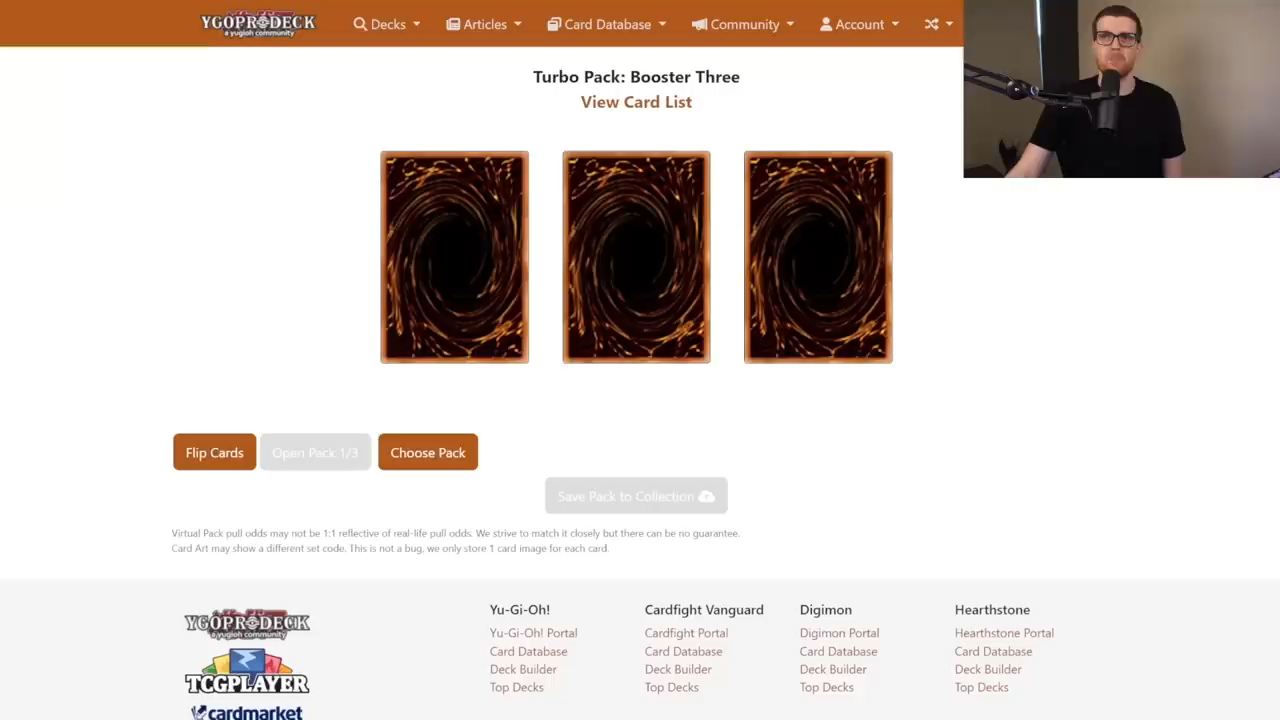 YGOPRODECK
a yugioh community
Decks
Articles
Card Database
Community
Account
Turbo Pack: Booster Three
View Card List
Flip Cards
Open Pack 1/3
Choose Pack
Save Pack to Collection
Virtual Pack pull odds may not be 1:1 reflective of real-life pull odds. We strive to match it closely but there can be no guarantee.
Card Art may show a different set code. This is not a bug, we only store 1 card image for each card.
YGOPRODECK
a yugioh community
TCGPLAYER
cardmarket
Yu-Gi-Oh!
Yu-Gi-Oh! Portal
Card Database
Deck Builder
Top Decks
Cardfight Vanguard
Cardfight Portal
Card Database
Deck Builder
Top Decks
Digimon
Digimon Portal
Card Database
Deck Builder
Top Decks
Hearthstone
Hearthstone Portal
Card Database
Deck Builder
Top Decks